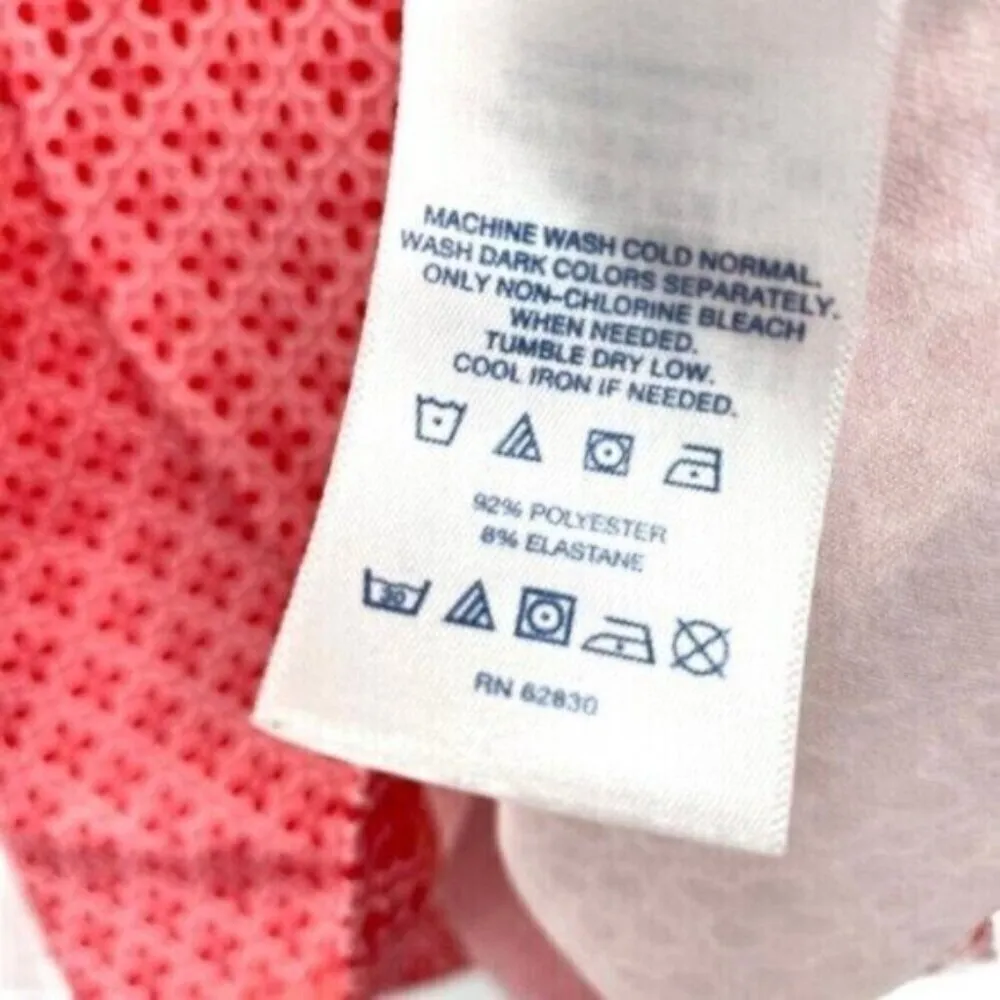 MACHINE WASH COLD NORMAL.
WASH DARK COLORS SEPARATELY.
ONLY NON-CHLORINE BLEACH
WHEN NEEDED.
TUMBLE DRY LOW.
COOL IRON IF NEEDED.
92% POLYESTER
8% ELASTANE
30
RN 62830